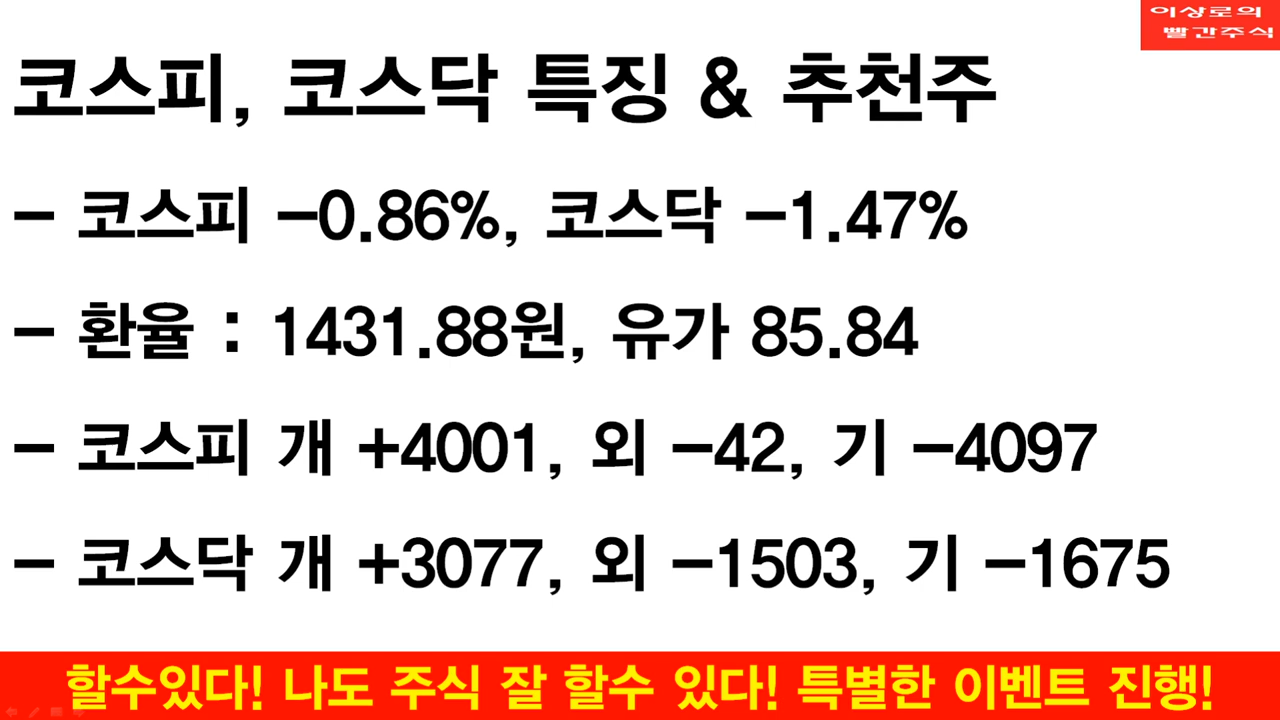 이상로의
빨간주식
코스피, 코스닥 특징 & 추천주
- 코스피 -0.86%, 코스닥 -1.47%
- 환율 : 1431.88원, 유가 85.84
- 코스피 개 +4001, 외 -42, 기 -4097
- 코스닥 개 +3077, 외 -1503, 기 -1675
할수있다! 나도 주식 잘 할수 있다! 특별한 이벤트 진행!